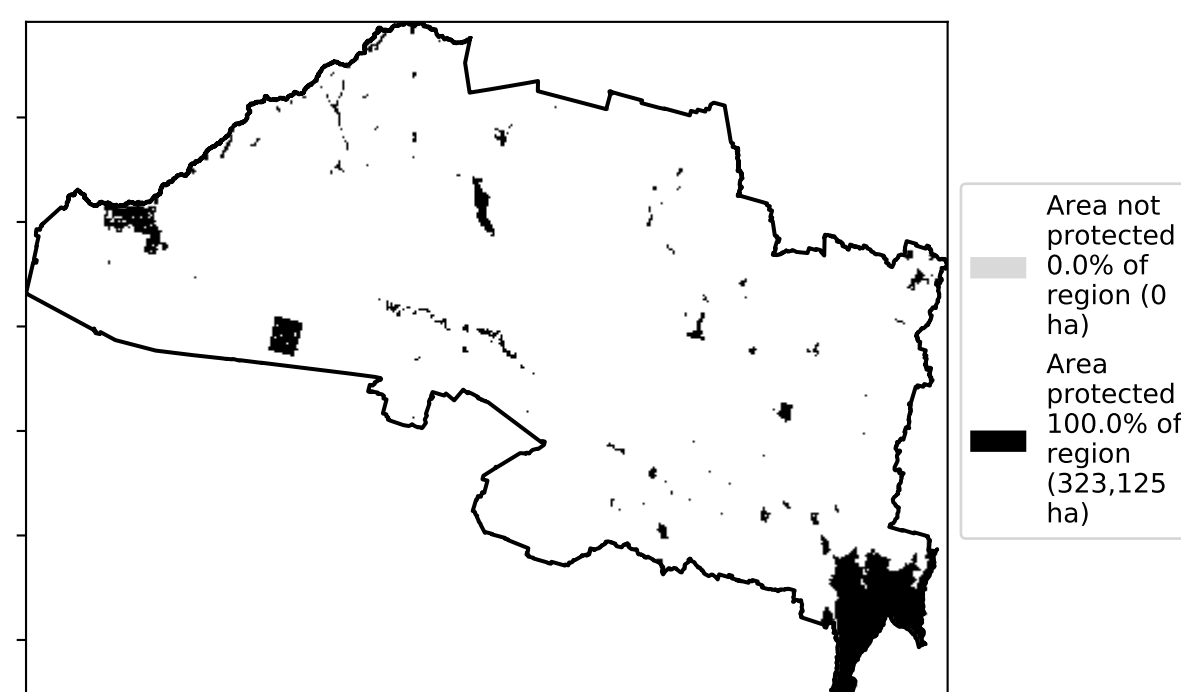 Area not
protected
0.0% of
region (0
ha)
Area
protected
100.0% of
region
(323,125
ha)